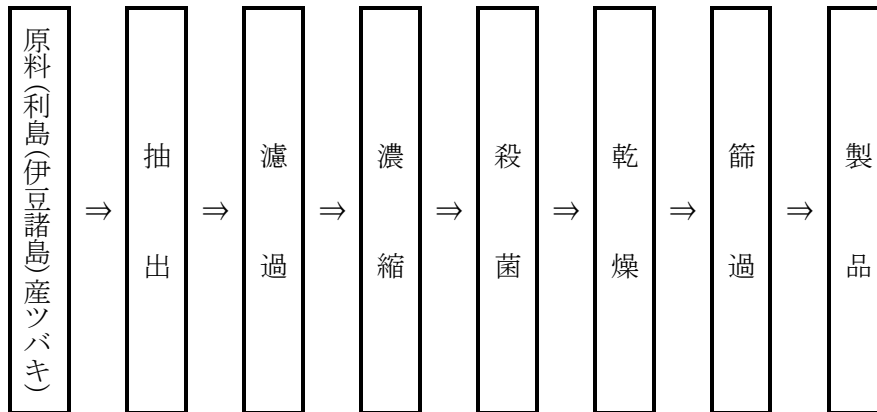 原料(利島(伊豆諸島)産ツバキ)
⇒
抽出
⇒
濾過
⇒
濃縮
⇒
殺菌
⇒
乾燥
⇒
篩過
⇒
製品